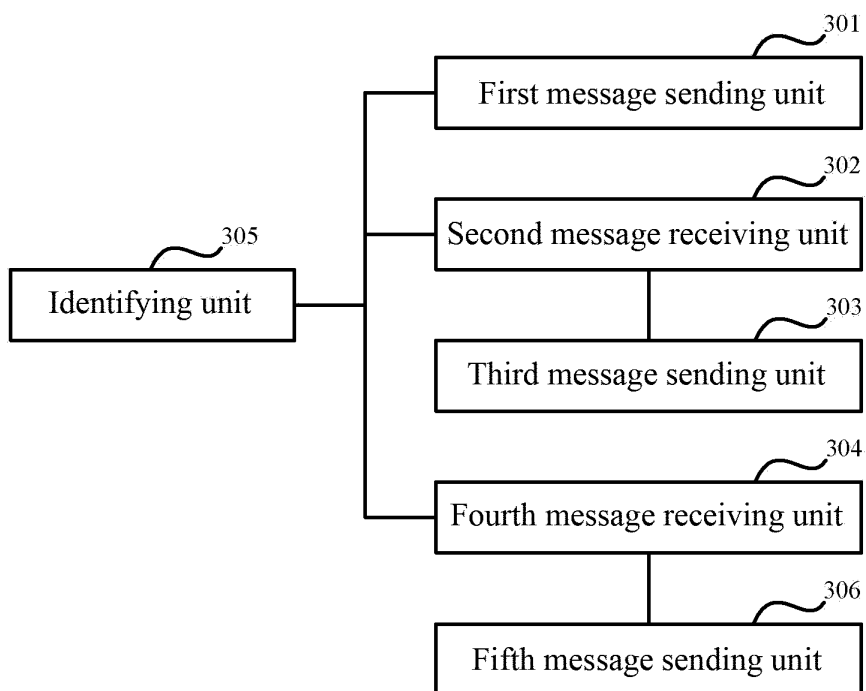 301
First message sending unit
302
Second message receiving unit
305
Identifying unit
303
Third message sending unit
304
Fourth message receiving unit
306
Fifth message sending unit